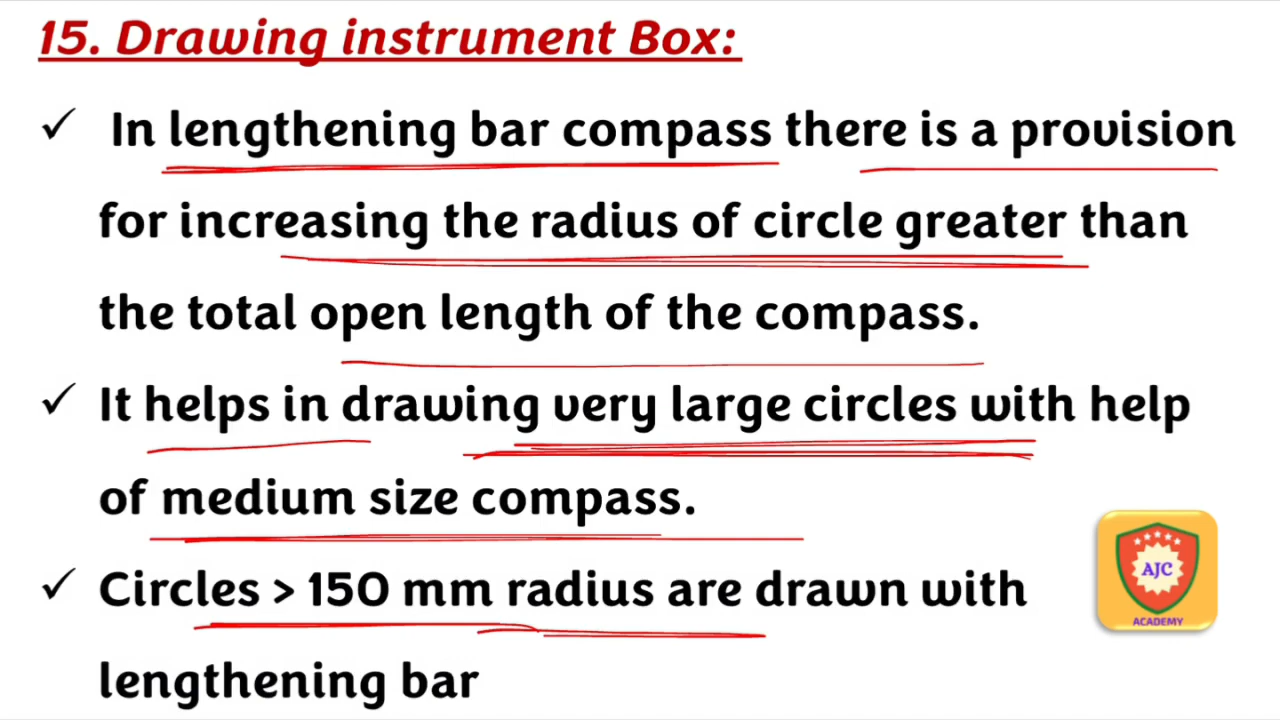 15. Drawing instrument Box:
✓ In lengthening bar compass there is a provision
for increasing the radius of circle greater than
the total open length of the compass.
✓ It helps in drawing very large circles with help
of medium size compass.
✓ Circles > 150 mm radius are drawn with
lengthening bar
AJC
ACADEMY